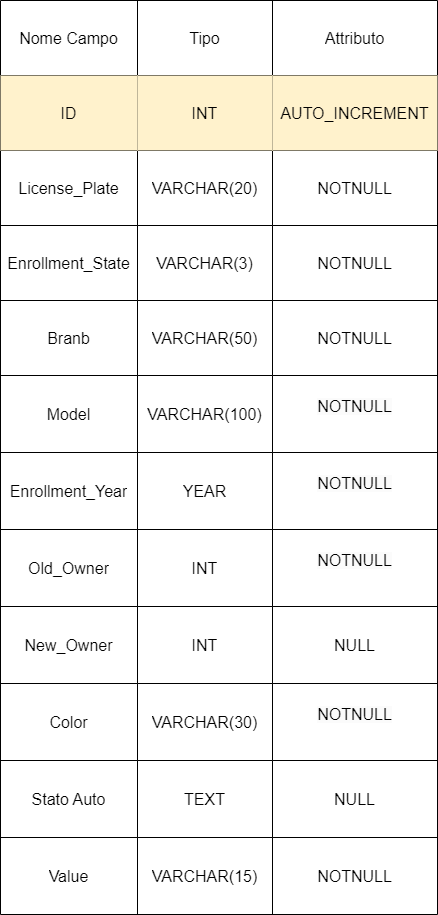 Nome Campo Tipo Attributo
ID INT AUTO_INCREMENT
License_Plate VARCHAR(20) NOTNULL
Enrollment_State VARCHAR(3) NOTNULL
Branb VARCHAR(50) NOTNULL
Model VARCHAR(100) NOTNULL
Enrollment_Year YEAR NOTNULL
Old_Owner INT NOTNULL
New_Owner INT NULL
Color VARCHAR(30) NOTNULL
Stato Auto TEXT NULL
Value VARCHAR(15) NOTNULL